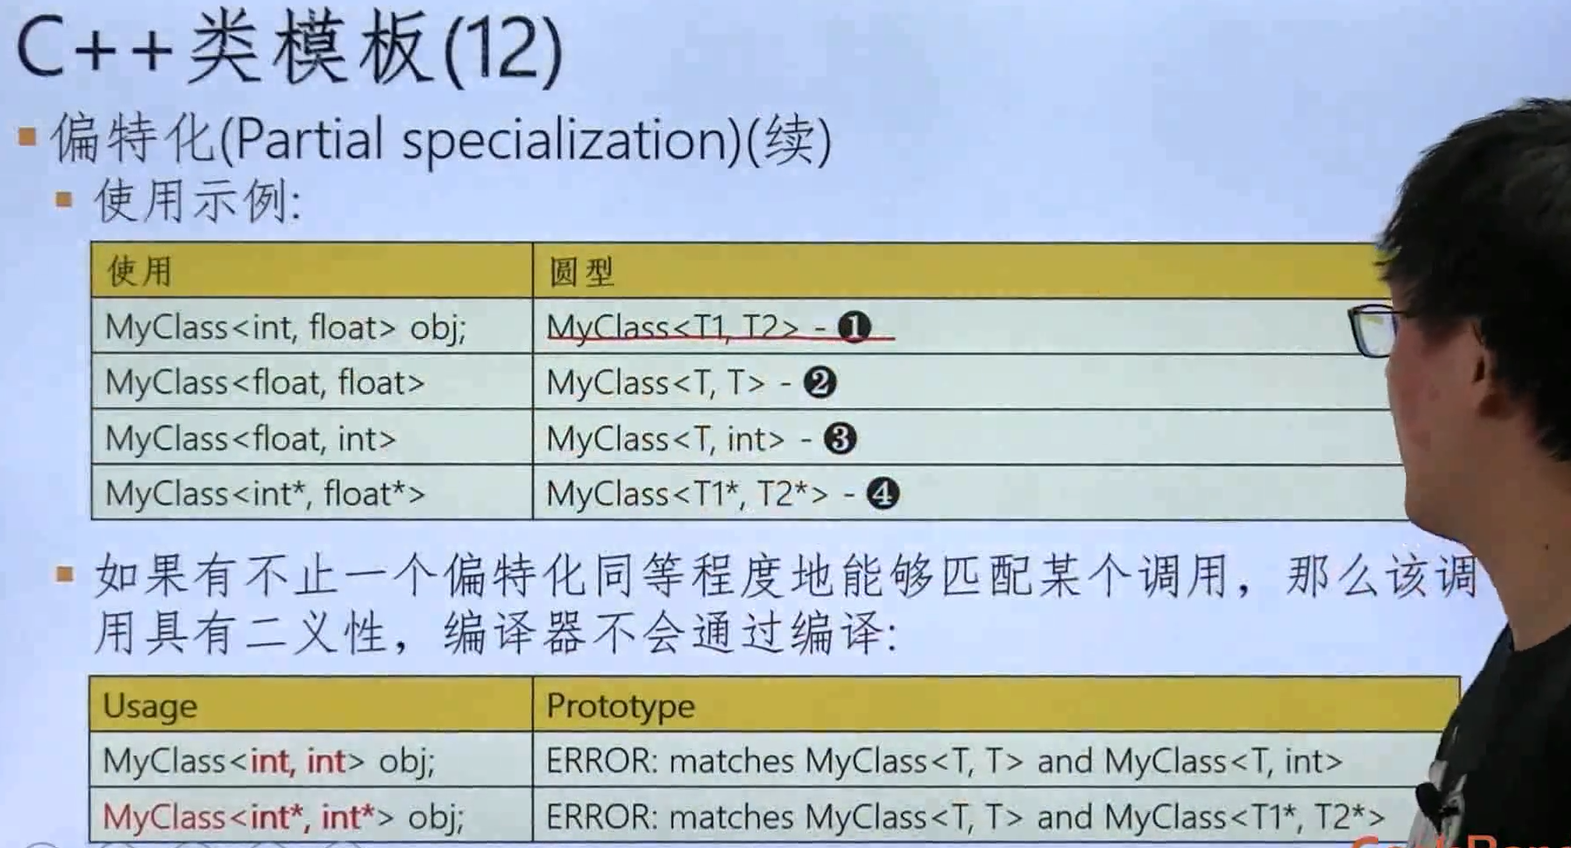 C++类模板(12)
偏特化(Partial specialization)(续)
使用示例:
使用 圆型
MyClass<int, float> obj; MyClass<T1, T2> - ❶
MyClass<float, float> MyClass<T, T> - ❷
MyClass<float, int> MyClass<T, int> - ❸
MyClass<int*, float*> MyClass<T1*, T2*> - ❹
如果有不止一个偏特化同等程度地能够匹配某个调用，那么该调
用具有二义性，编译器不会通过编译:
Usage Prototype
MyClass<int, int> obj; ERROR: matches MyClass<T, T> and MyClass<T, int>
MyClass<int*, int*> obj; ERROR: matches MyClass<T, T> and MyClass<T1*, T2*>